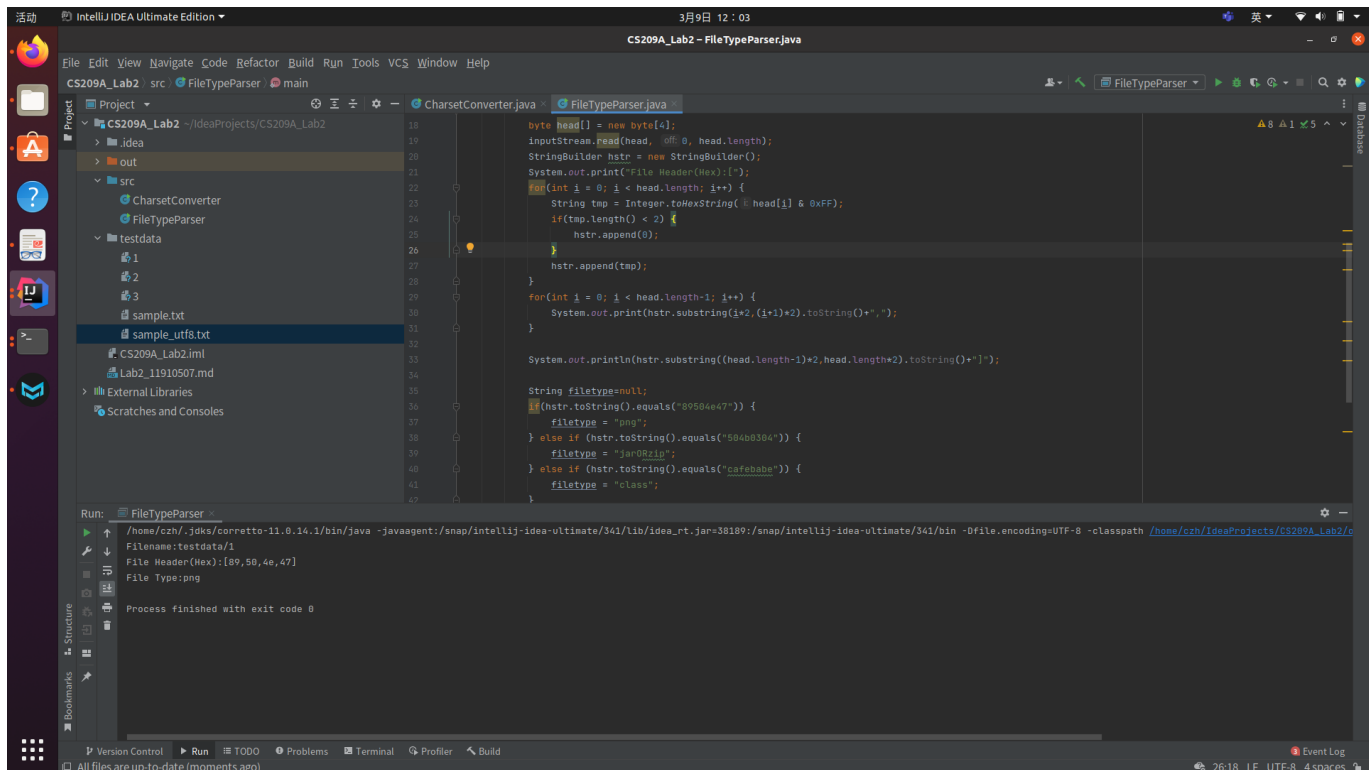 活动 IntelliJ IDEA Ultimate Edition 3月9日 12：03 英
CS209A_Lab2 – FileTypeParser.java
File Edit View Navigate Code Refactor Build Run Tools VCS Window Help
CS209A_Lab2 src FileTypeParser main FileTypeParser
Project CharsetConverter.java FileTypeParser.java
Project
Database
CS209A_Lab2 ~/IdeaProjects/CS209A_Lab2
.idea
out
src
CharsetConverter
FileTypeParser
testdata
1
2
3
sample.txt
sample_utf8.txt
CS209A_Lab2.iml
Lab2_11910507.md
External Libraries
Scratches and Consoles
8 1 5
18 byte head[] = new byte[4];
19 inputStream.read(head, off: 0, head.length);
20 StringBuilder hstr = new StringBuilder();
21 System.out.print("File Header(Hex):[");
22 for(int i = 0; i < head.length; i++) {
23 String tmp = Integer.toHexString( i: head[i] & 0xFF);
24 if(tmp.length() < 2) {
25 hstr.append(0);
26 }
27 hstr.append(tmp);
28 }
29 for(int i = 0; i < head.length-1; i++) {
30 System.out.print(hstr.substring(i*2,(i+1)*2).toString()+",");
31 }
32
33 System.out.println(hstr.substring((head.length-1)*2,head.length*2).toString()+"]");
34
35 String filetype=null;
36 if(hstr.toString().equals("89504e47")) {
37 filetype = "png";
38 } else if (hstr.toString().equals("504b0304")) {
39 filetype = "jarORzip";
40 } else if (hstr.toString().equals("cafebabe")) {
41 filetype = "class";
42 }
Run: FileTypeParser
/home/czh/.jdks/corretto-11.0.14.1/bin/java -javaagent:/snap/intellij-idea-ultimate/341/lib/idea_rt.jar=38189:/snap/intellij-idea-ultimate/341/bin -Dfile.encoding=UTF-8 -classpath /home/czh/IdeaProjects/CS209A_Lab2/o
Filename:testdata/1
File Header(Hex):[89,50,4e,47]
File Type:png
Process finished with exit code 0
Structure
Bookmarks
Version Control Run TODO Problems Terminal Profiler Build 3 Event Log
All files are up-to-date (moments ago) 26:18 LF UTF-8 4 spaces